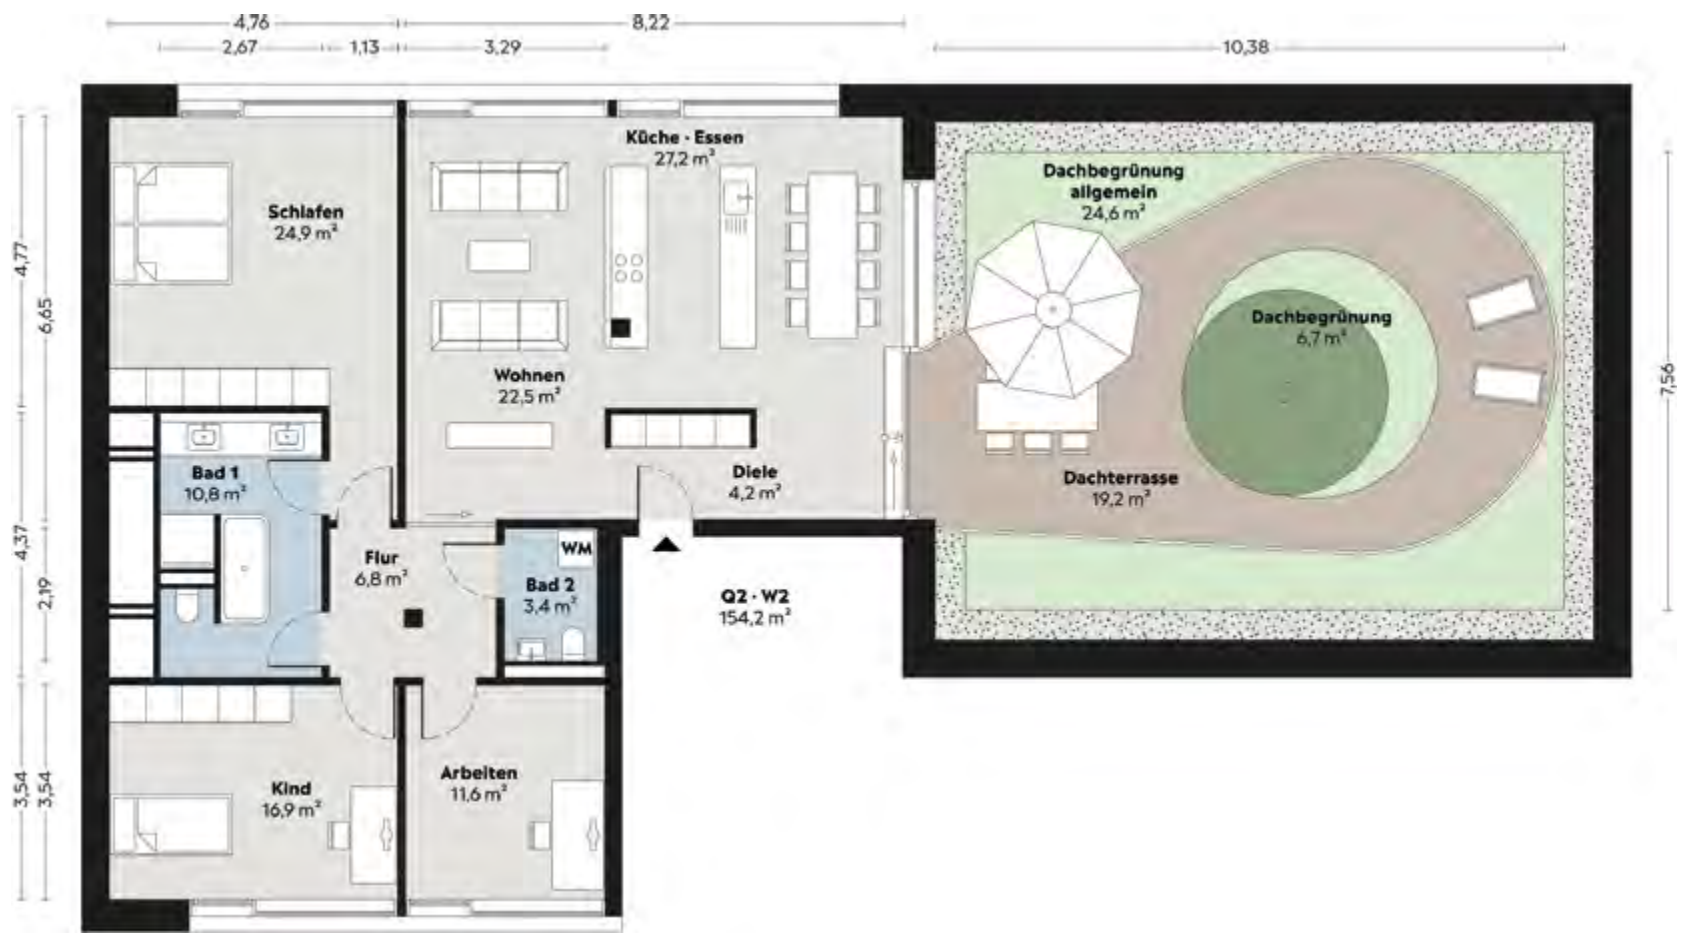 4,76
8,22
2,67
1,13
3,29
10,38
Küche · Essen
27,2 m²
Dachbegrünung
allgemein
24,6 m²
Schlafen
24,9 m²
4,77
6,65
Dachbegrünung
6,7 m²
7,56
Wohnen
22,5 m²
Bad 1
10,8 m²
Diele
4,2 m²
Dachterrasse
19,2 m²
4,37
2,19
Flur
6,8 m²
WM
Bad 2
3,4 m²
Q2 · W2
154,2 m²
3,54
3,54
Kind
16,9 m²
Arbeiten
11,6 m²